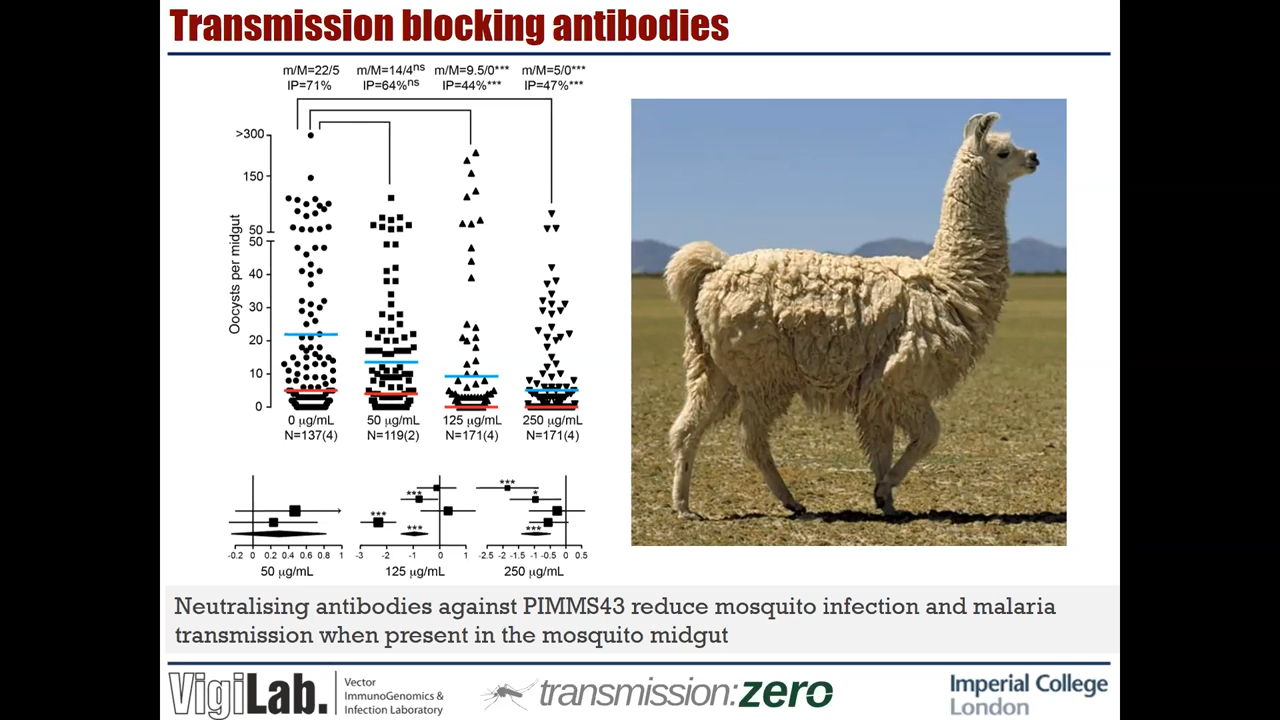 Transmission blocking antibodies
m/M=22/5 m/M=14/4ns m/M=9.5/0*** m/M=5/0***
IP=71% IP=64%ns IP=44%*** IP=47%***
>300
150
50
50
40
30
20
10
0
Oocysts per midgut
0 µg/mL 50 µg/mL 125 µg/mL 250 µg/mL
N=137(4) N=119(2) N=171(4) N=171(4)
*** *** *** *** * ***
-0.2 0 0.2 0.4 0.6 0.8 1 -3 -2 -1 0 1 -2.5 -2 -1.5 -1 -0.5 0 0.5
50 µg/mL 125 µg/mL 250 µg/mL
Neutralising antibodies against PIMMS43 reduce mosquito infection and malaria
transmission when present in the mosquito midgut
VigiLab.
Vector
ImmunoGenomics &
Infection Laboratory
transmission:zero
Imperial College
London